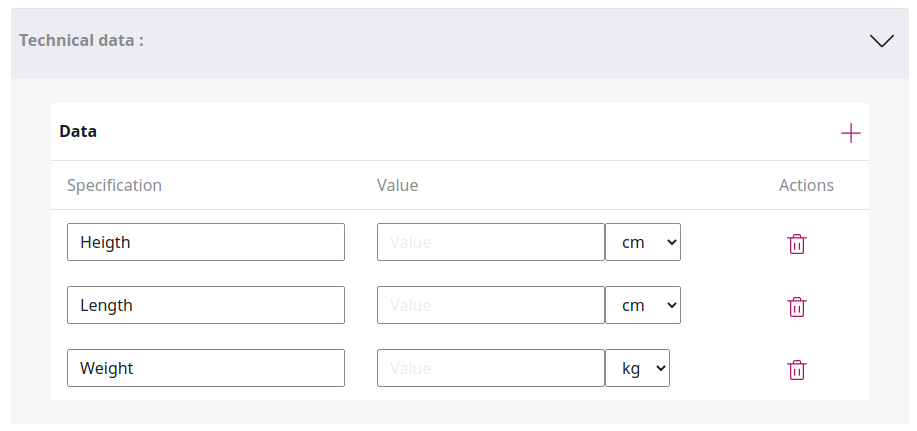 Technical data :
Data
Specification Value Actions
Heigth Value cm
Length Value cm
Weight Value kg